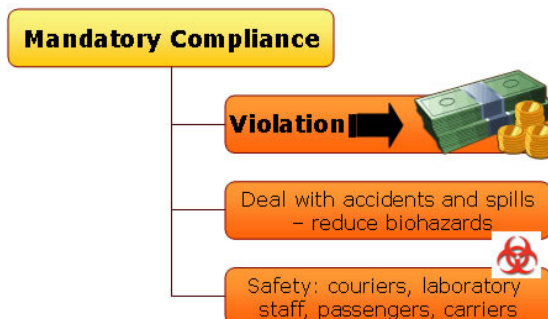 Mandatory Compliance
Violation
Deal with accidents and spills
– reduce biohazards
Safety: couriers, laboratory
staff, passengers, carriers